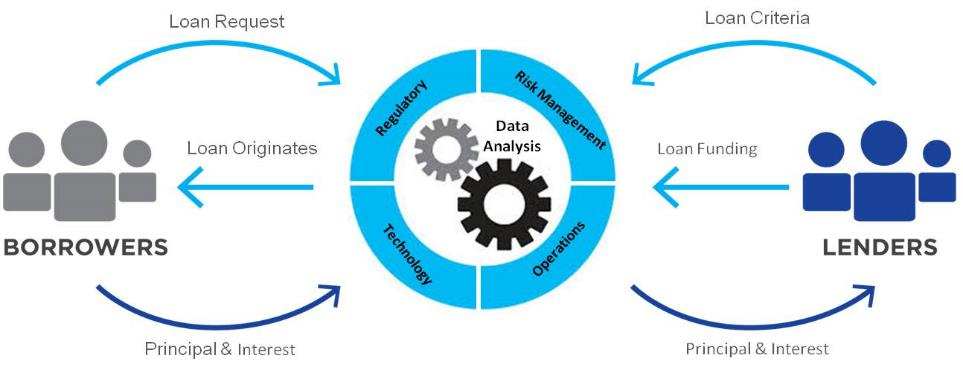 Loan Request
Loan Criteria
Regulatory
Risk Management
Data
Analysis
Loan Originates
Loan Funding
BORROWERS
LENDERS
Technology
Operations
Principal & Interest
Principal & Interest